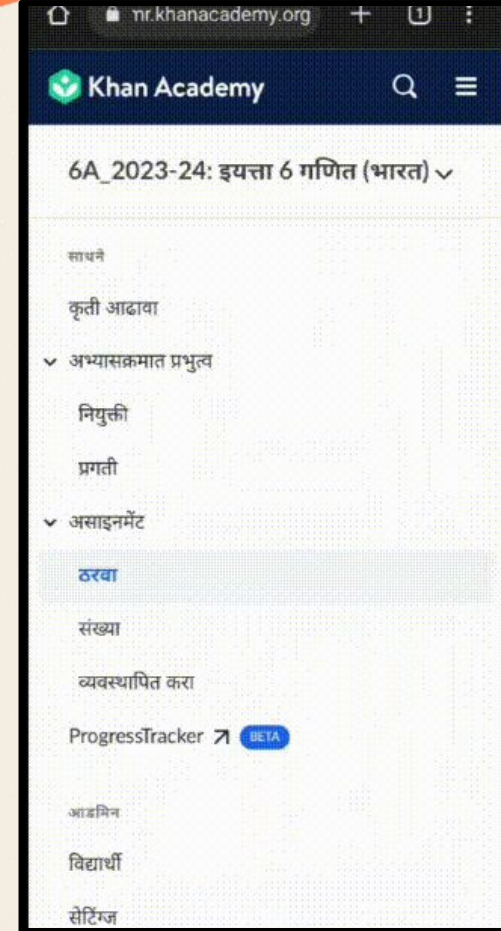 mr.khanacademy.org + 1
Khan Academy
6A_2023-24: इयत्ता 6 गणित (भारत)
साधने
कृती आढावा
अभ्यासक्रमात प्रभुत्व
नियुक्ती
प्रगती
असाइनमेंट
ठरवा
संख्या
व्यवस्थापित करा
ProgressTracker BETA
आडमिन
विद्यार्थी
सेटिंग्ज